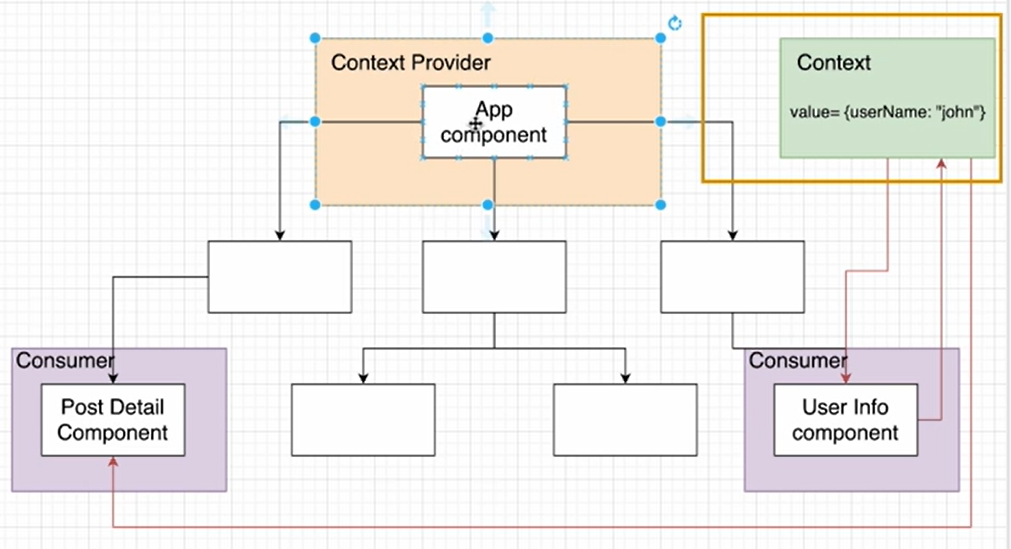 Context Provider
App
component
Context
value= {userName: "john"}
Consumer
Post Detail
Component
Consumer
User Info
component